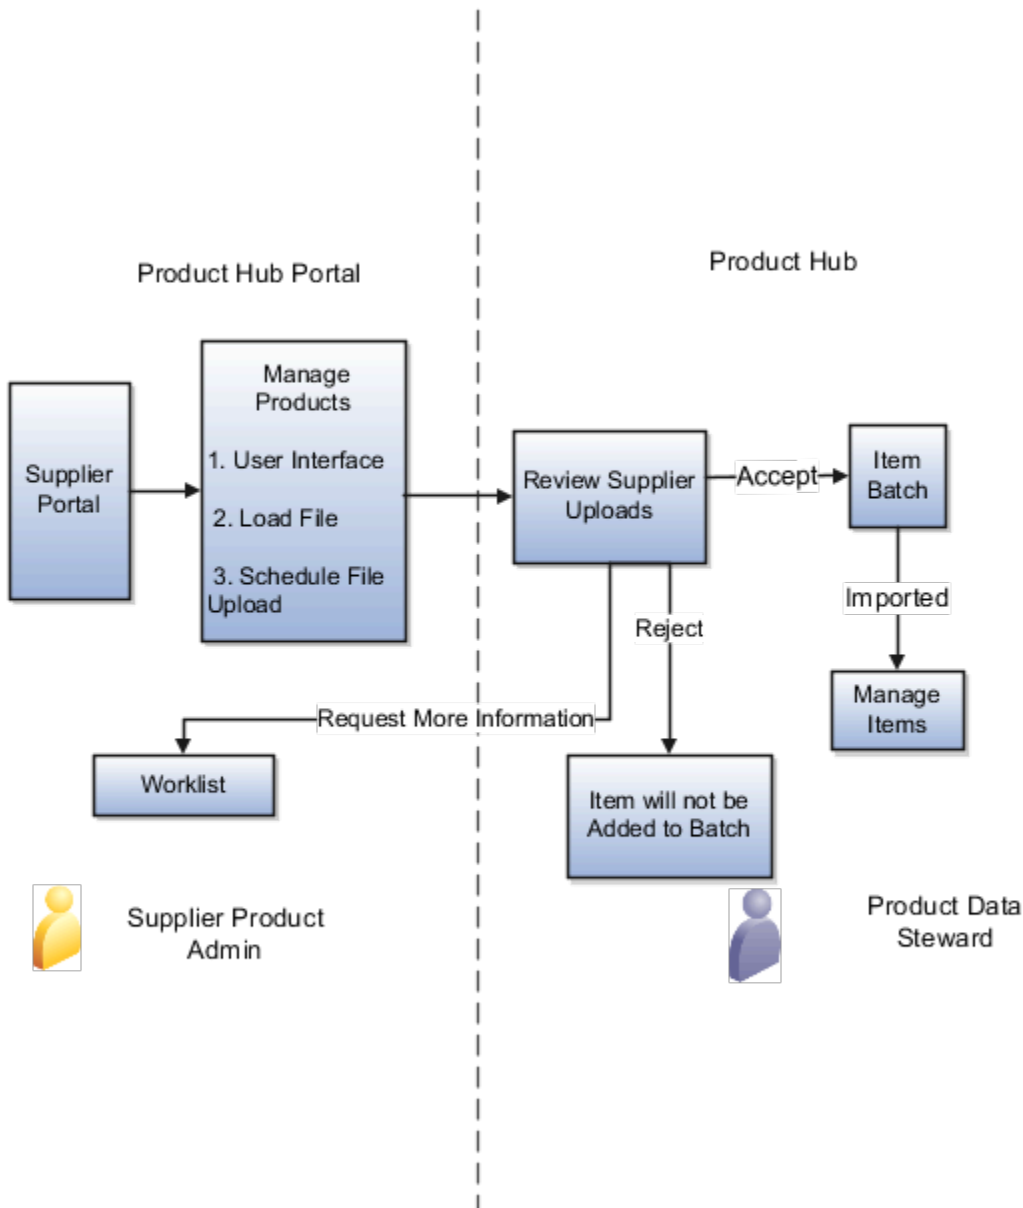 Product Hub Portal
Product Hub
Supplier
Portal
Manage
Products
1. User Interface
2. Load File
3. Schedule File
Upload
Review Supplier
Uploads
Accept
Item
Batch
Imported
Manage
Items
Reject
Request More Information
Worklist
Item will not be
Added to Batch
Supplier Product
Admin
Product Data
Steward